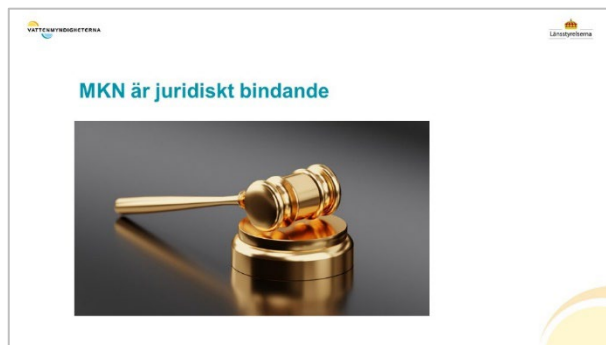 VATTENMYNDIGHETERNA
Länsstyrelserna
MKN är juridiskt bindande